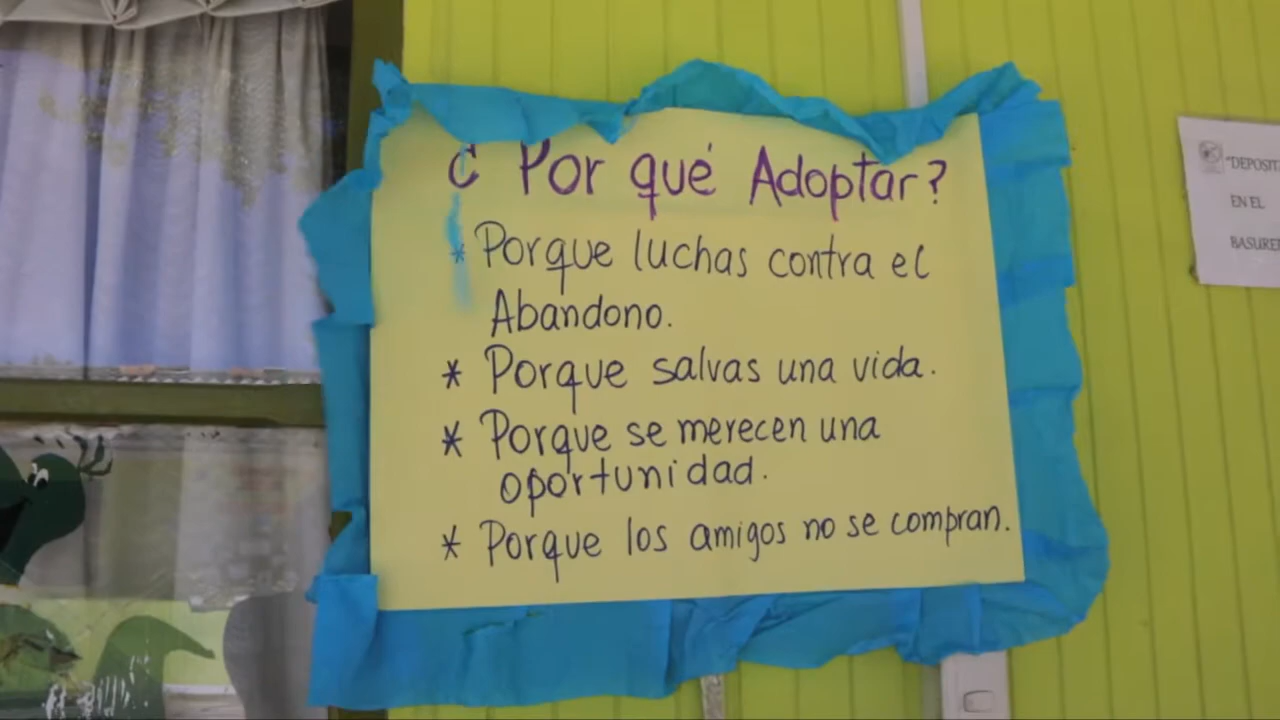 ¿Por qué Adoptar?
* Porque luchas contra el
Abandono.
* Porque salvas una vida.
* Porque se merecen una
oportunidad.
* Porque los amigos no se compran.
"DEPOSIT
EN EL